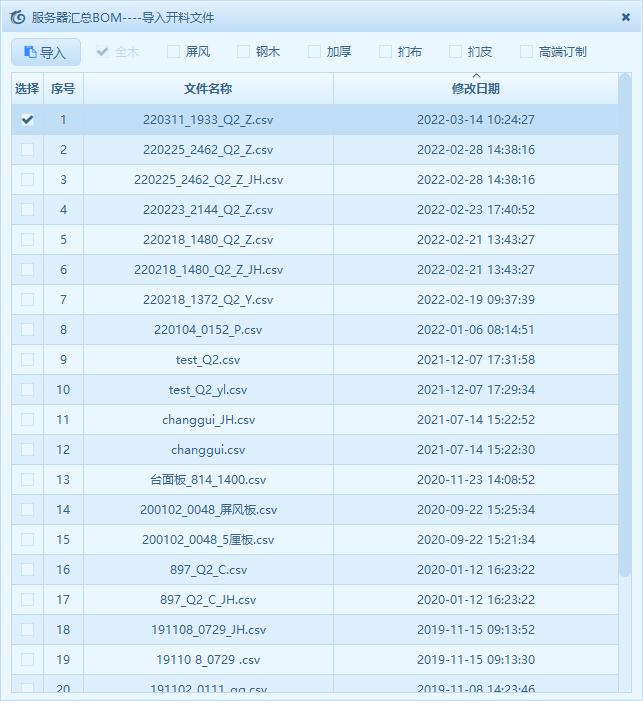 服务器汇总BOM----导入开料文件
导入 全木 屏风 钢木 加厚 扪布 扪皮 高端订制
选择 序号 文件名称 修改日期
1 220311_1933_Q2_Z.csv 2022-03-14 10:24:27
2 220225_2462_Q2_Z.csv 2022-02-28 14:38:16
3 220225_2462_Q2_Z_JH.csv 2022-02-28 14:38:16
4 220223_2144_Q2_Z.csv 2022-02-23 17:40:52
5 220218_1480_Q2_Z.csv 2022-02-21 13:43:27
6 220218_1480_Q2_Z_JH.csv 2022-02-21 13:43:27
7 220218_1372_Q2_Y.csv 2022-02-19 09:37:39
8 220104_0152_P.csv 2022-01-06 08:14:51
9 test_Q2.csv 2021-12-07 17:31:58
10 test_Q2_yl.csv 2021-12-07 17:29:34
11 changgui_JH.csv 2021-07-14 15:22:52
12 changgui.csv 2021-07-14 15:22:30
13 台面板_814_1400.csv 2020-11-23 14:08:52
14 200102_0048_屏风板.csv 2020-09-22 15:25:34
15 200102_0048_5厘板.csv 2020-09-22 15:21:34
16 897_Q2_C.csv 2020-01-12 16:23:22
17 897_Q2_C_JH.csv 2020-01-12 16:23:22
18 191108_0729_JH.csv 2019-11-15 09:13:52
19 19110 8_0729 .csv 2019-11-15 09:13:30
20 191102_0111_qq.csv 2019-11-08 14:23:46